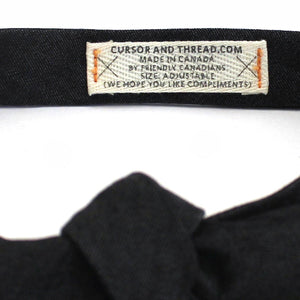 CURSOR AND THREAD.COM
MADE IN CANADA
BY FRIENDLY CANADIANS
SIZE: ADJUSTABLE
(WE HOPE YOU LIKE COMPLIMENTS)